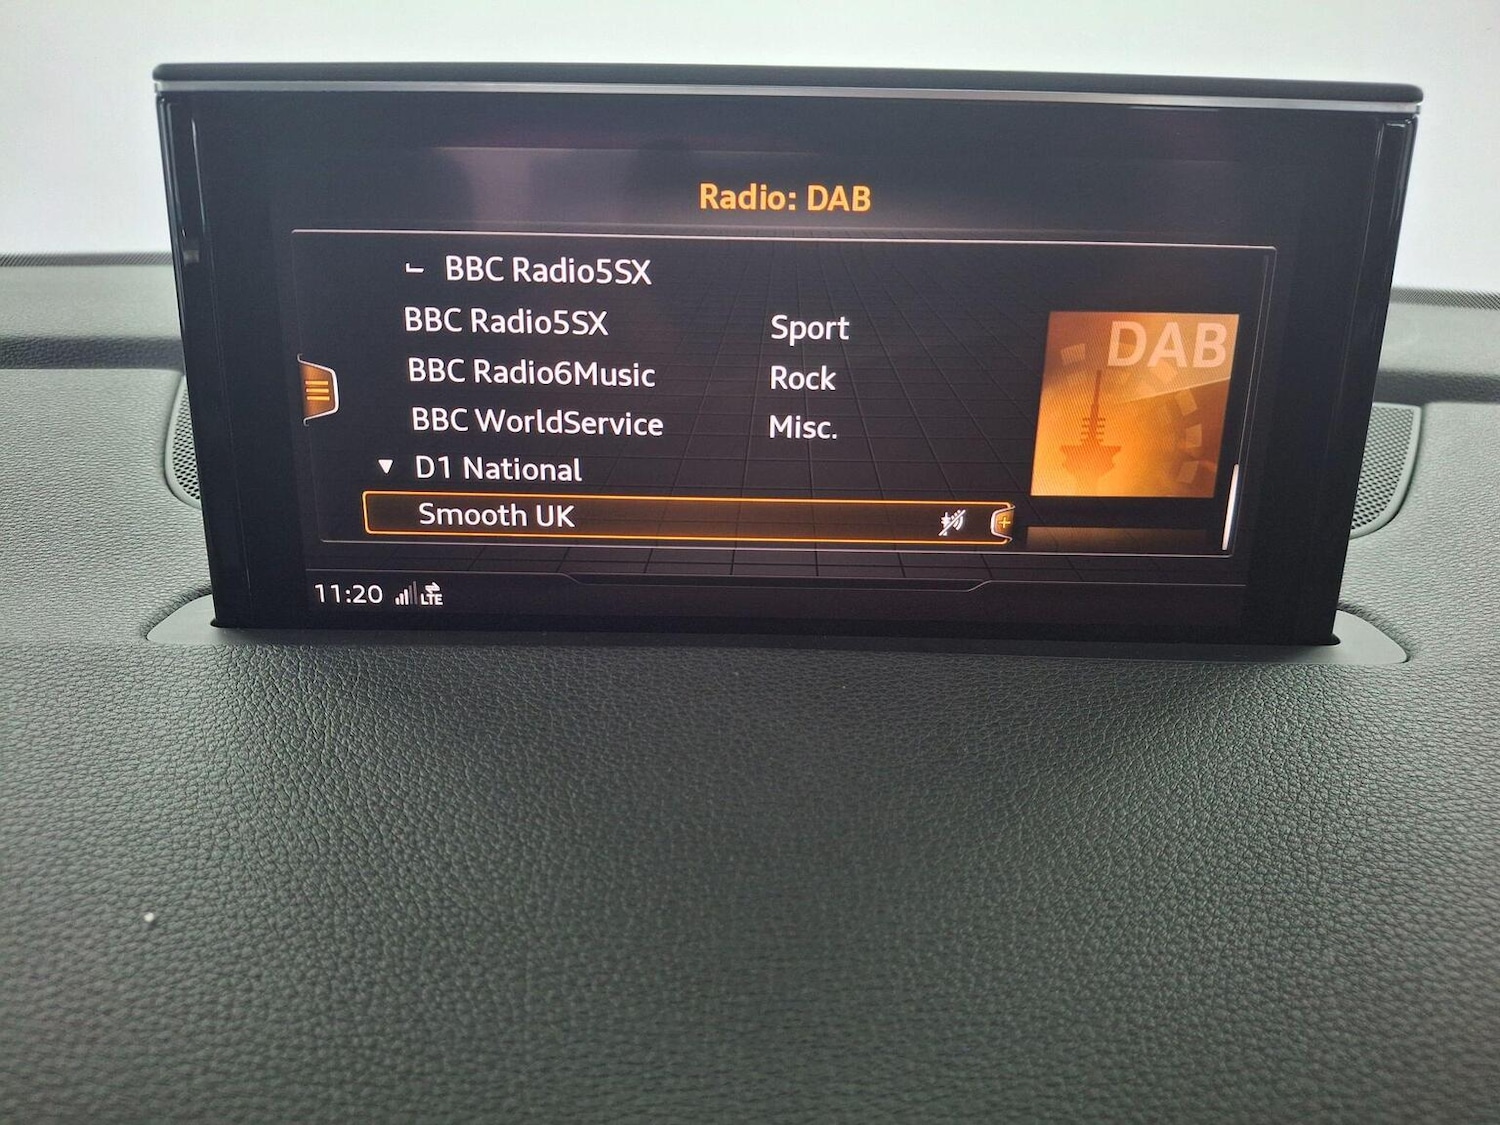 Radio: DAB
BBC Radio5SX
BBC Radio5SX Sport
BBC Radio6Music Rock
BBC WorldService Misc.
D1 National
Smooth UK
DAB
11:20 LTE